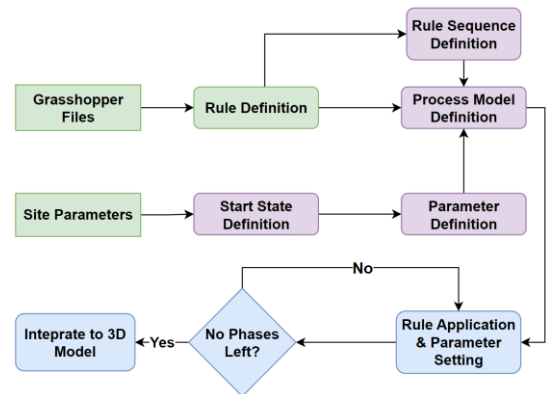 Rule Sequence
Definition
Grasshopper
Files
Rule Definition
Process Model
Definition
Site Parameters
Start State
Definition
Parameter
Definition
No
Inteprate to 3D
Model
Yes
No Phases
Left?
Rule Application
& Parameter
Setting